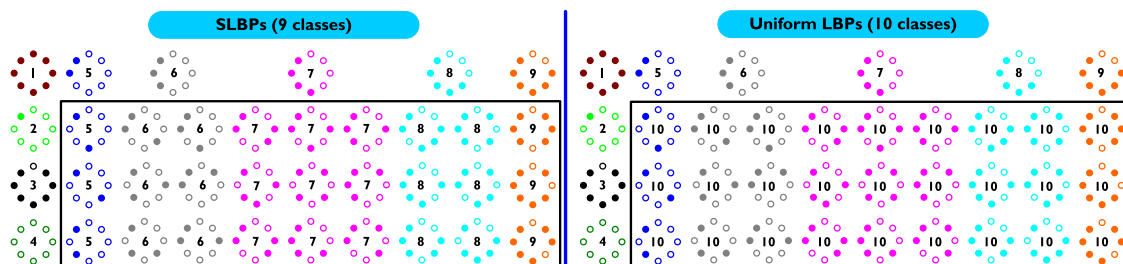 SLBPs (9 classes) Uniform LBPs (10 classes)
1 5 6 7 8 9 1 5 6 7 8 9
2 5 6 6 7 7 7 8 8 9 2 10 10 10 10 10 10 10 10 10
3 5 6 6 7 7 7 8 8 9 3 10 10 10 10 10 10 10 10 10
4 5 6 6 7 7 7 8 8 9 4 10 10 10 10 10 10 10 10 10